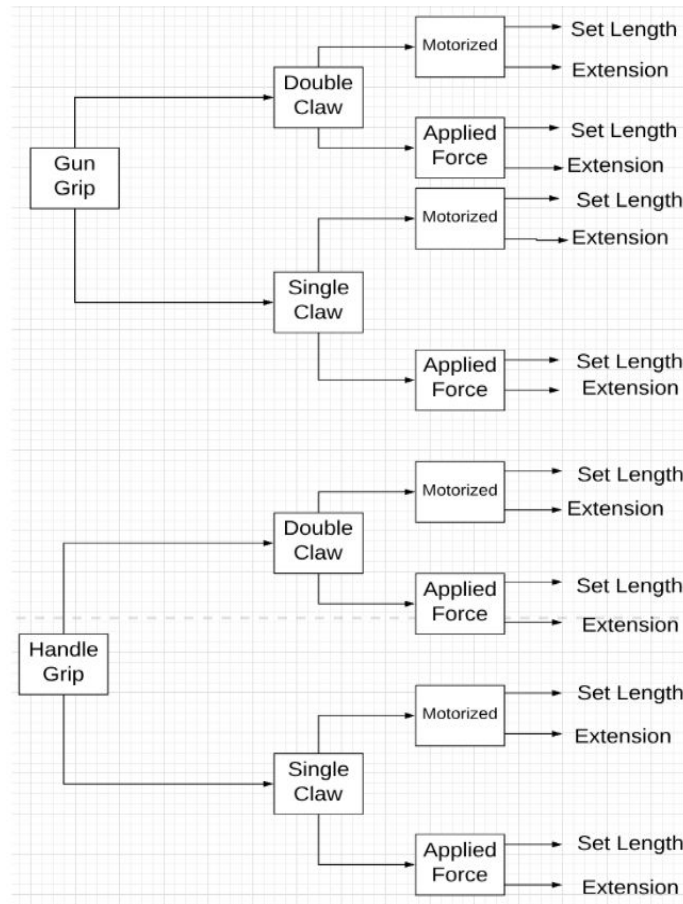 Motorized
Set Length
Extension
Double
Claw
Applied
Force
Set Length
Extension
Gun
Grip
Motorized
Set Length
Extension
Single
Claw
Applied
Force
Set Length
Extension
Motorized
Set Length
Extension
Double
Claw
Applied
Force
Set Length
Extension
Handle
Grip
Motorized
Set Length
Extension
Single
Claw
Applied
Force
Set Length
Extension